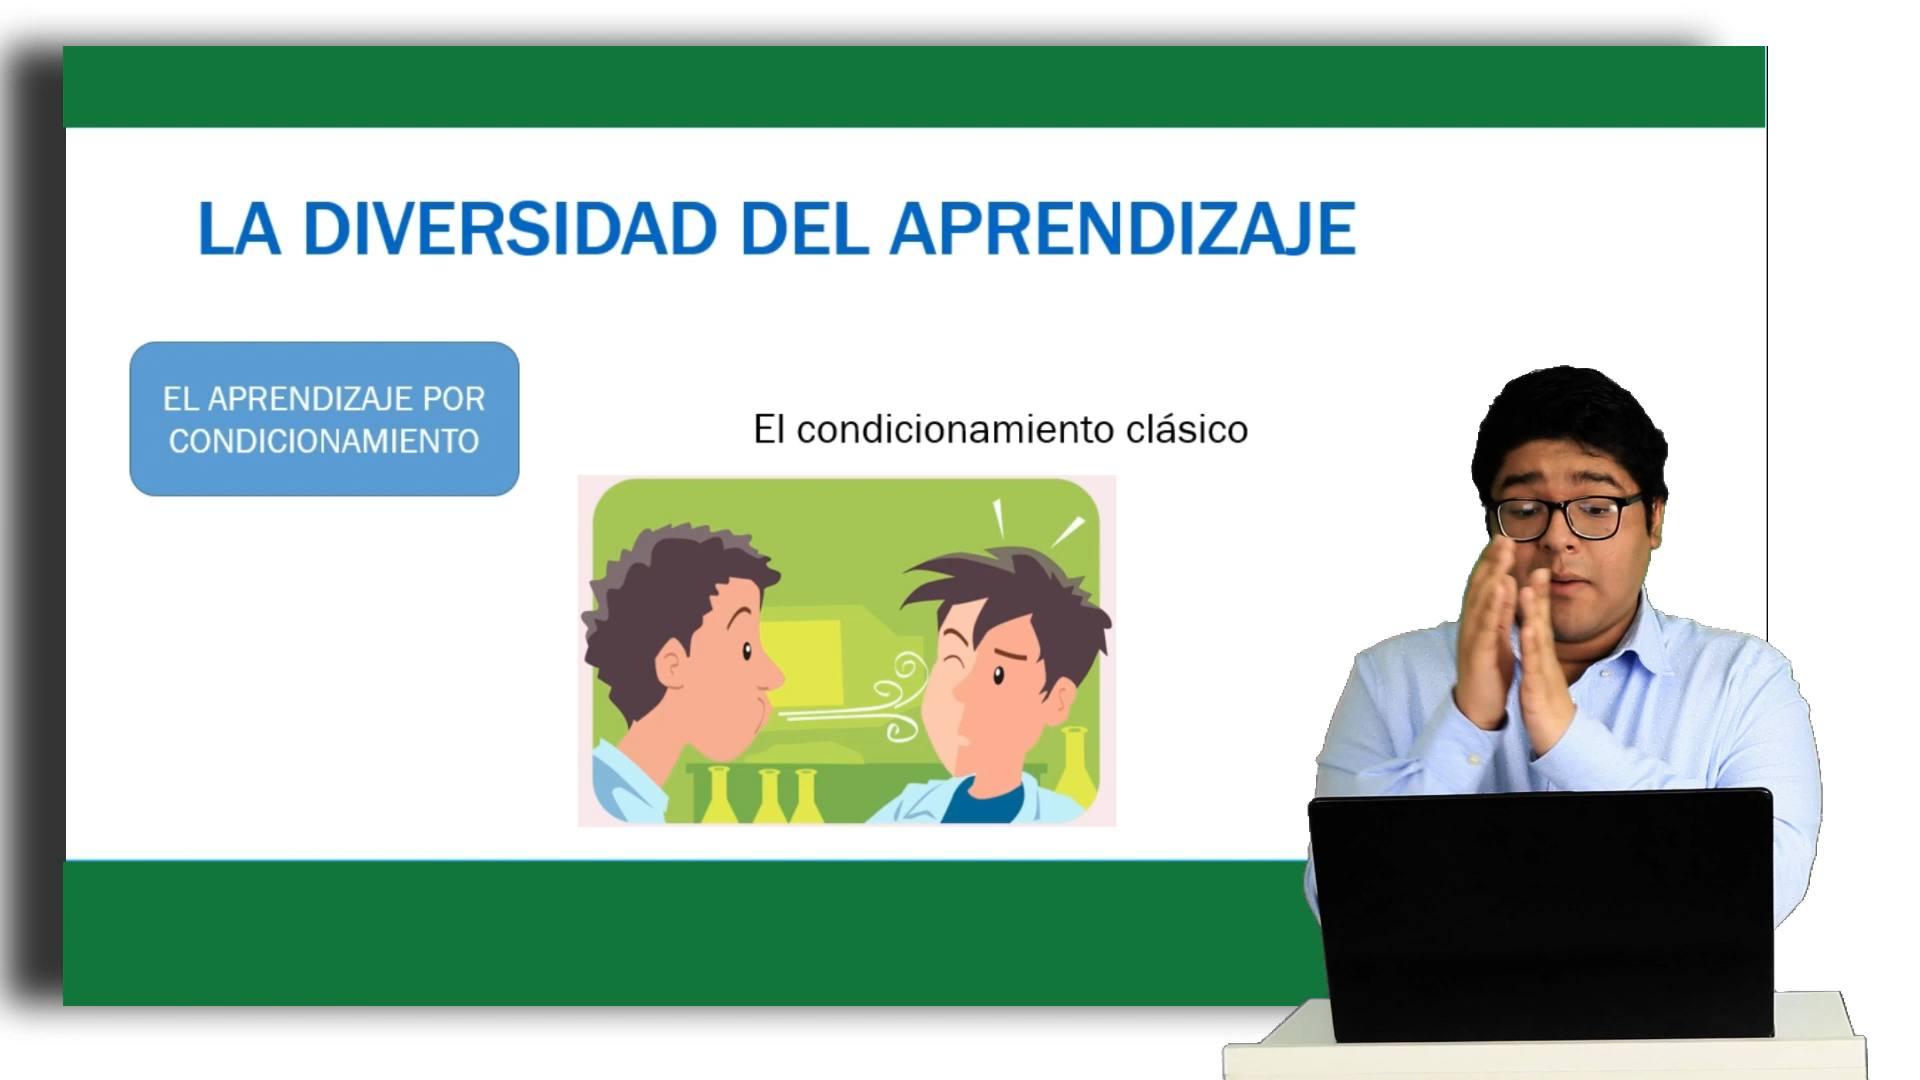 LA DIVERSIDAD DEL APRENDIZAJE
EL APRENDIZAJE POR
CONDICIONAMIENTO
El condicionamiento clásico